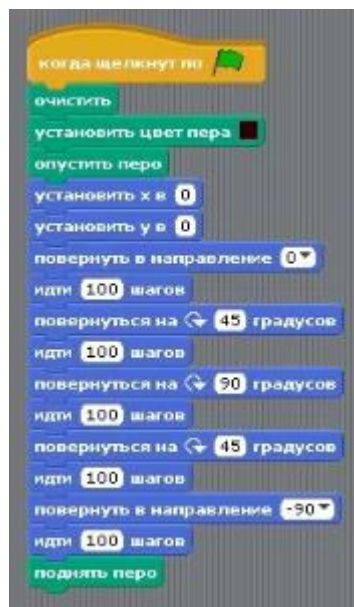 когда щелкнут по
очистить
установить цвет пера
опустить перо
установить x в 0
установить y в 0
повернуть в направление 0
идти 100 шагов
повернуться на 45 градусов
идти 100 шагов
повернуться на 90 градусов
идти 100 шагов
повернуться на 45 градусов
идти 100 шагов
повернуть в направление -90
идти 100 шагов
поднять перо